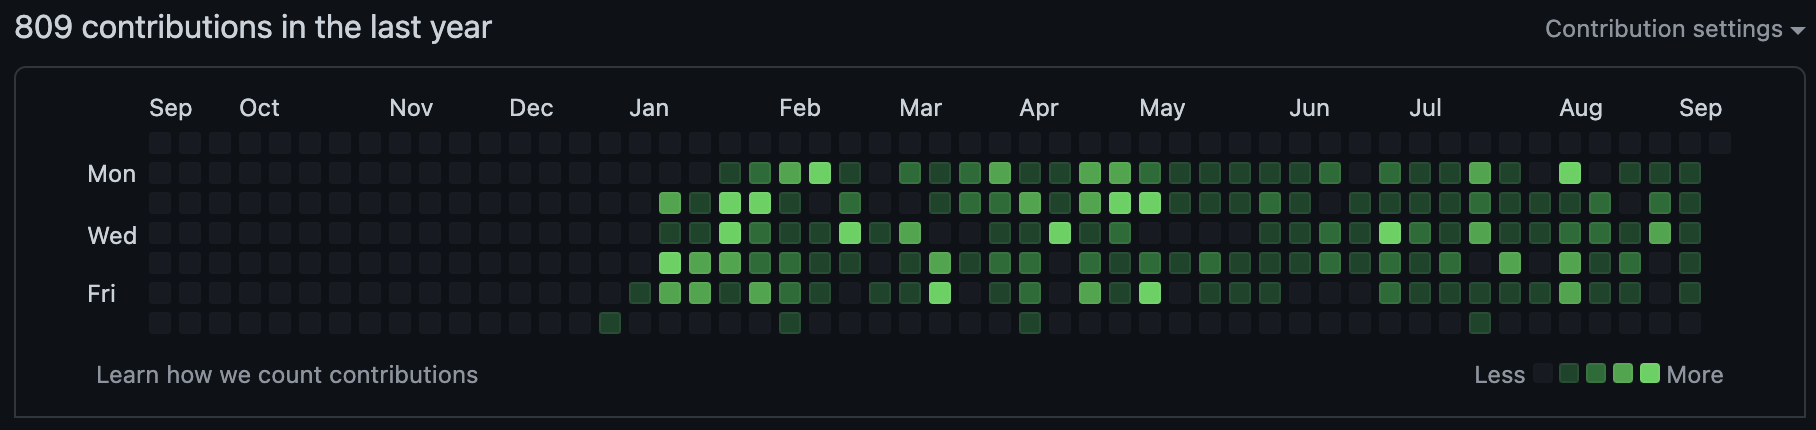 809 contributions in the last year
Contribution settings
Sep Oct Nov Dec Jan Feb Mar Apr May Jun Jul Aug Sep
Mon
Wed
Fri
Learn how we count contributions
Less More